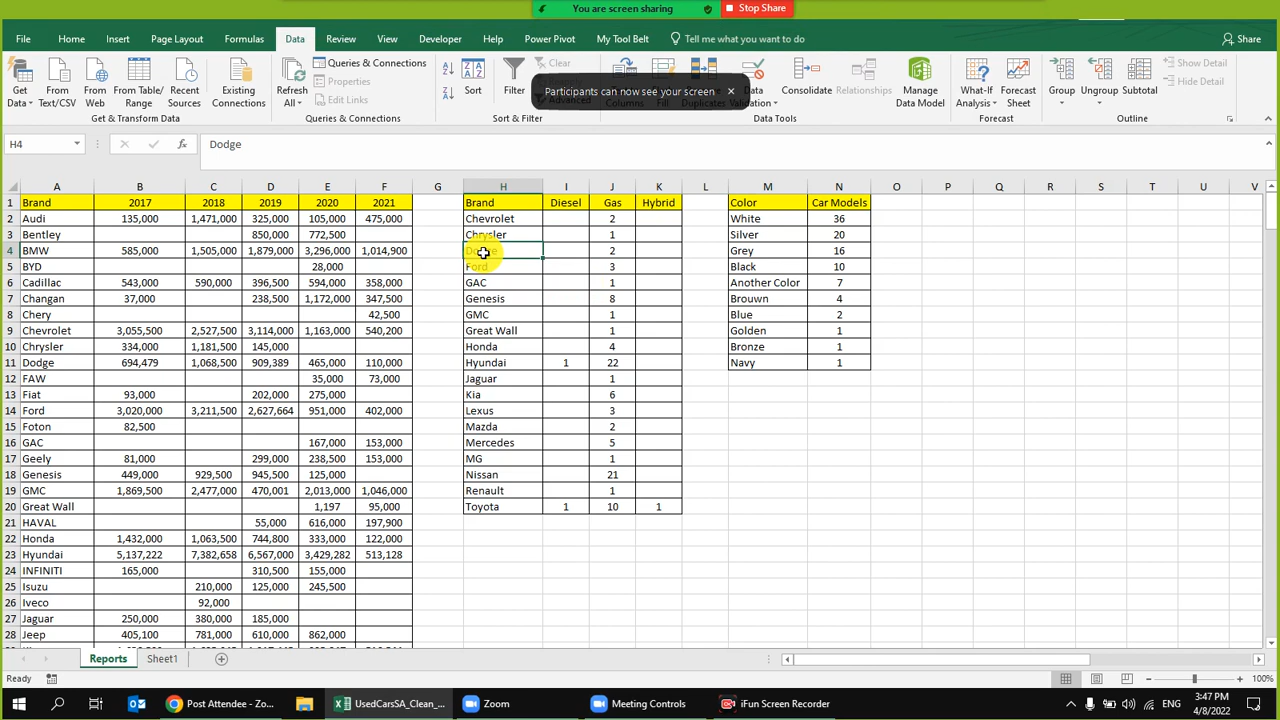 You are screen sharing Stop Share
File Home Insert Page Layout Formulas Data Review View Developer Help Power Pivot My Tool Belt Tell me what you want to do Share
Get Data From Text/CSV From Web From Table/ Range Recent Sources Existing Connections
Get & Transform Data
Refresh All Queries & Connections
Properties
Edit Links
Queries & Connections
Sort Filter Clear
Advanced
Sort & Filter
Participants can now see your screen
Columns Duplicates Data Validation Consolidate Relationships Manage Data Model
Data Tools
What-If Analysis Forecast Sheet
Forecast
Group Ungroup Subtotal
Show Detail
Hide Detail
Outline
H4 fx Dodge
A B C D E F G H I J K L M N O P Q R S T U V
1 Brand 2017 2018 2019 2020 2021 Brand Diesel Gas Hybrid Color Car Models
2 Audi 135,000 1,471,000 325,000 105,000 475,000 Chevrolet 2 White 36
3 Bentley 850,000 772,500 Chrysler 1 Silver 20
4 BMW 585,000 1,505,000 1,879,000 3,296,000 1,014,900 Dodge 2 Grey 16
5 BYD 28,000 Ford 3 Black 10
6 Cadillac 543,000 590,000 396,500 594,000 358,000 GAC 1 Another Color 7
7 Changan 37,000 238,500 1,172,000 347,500 Genesis 8 Brouwn 4
8 Chery 42,500 GMC 1 Blue 2
9 Chevrolet 3,055,500 2,527,500 3,114,000 1,163,000 540,200 Great Wall 1 Golden 1
10 Chrysler 334,000 1,181,500 145,000 Honda 4 Bronze 1
11 Dodge 694,479 1,068,500 909,389 465,000 110,000 Hyundai 1 22 Navy 1
12 FAW 35,000 73,000 Jaguar 1
13 Fiat 93,000 202,000 275,000 Kia 6
14 Ford 3,020,000 3,211,500 2,627,664 951,000 402,000 Lexus 3
15 Foton 82,500 Mazda 2
16 GAC 167,000 153,000 Mercedes 5
17 Geely 81,000 299,000 238,500 153,000 MG 1
18 Genesis 449,000 929,500 945,500 125,000 Nissan 21
19 GMC 1,869,500 2,477,000 470,001 2,013,000 1,046,000 Renault 1
20 Great Wall 1,197 95,000 Toyota 1 10 1
21 HAVAL 55,000 616,000 197,900
22 Honda 1,432,000 1,063,500 744,800 333,000 122,000
23 Hyundai 5,137,222 7,382,658 6,567,000 3,429,282 513,128
24 INFINITI 165,000 310,500 155,000
25 Isuzu 210,000 125,000 245,500
26 Iveco 92,000
27 Jaguar 250,000 380,000 185,000
28 Jeep 405,100 781,000 610,000 862,000
Reports Sheet1
Ready 100%
Post Attendee - Zo... UsedCarsSA_Clean_... Zoom Meeting Controls iFun Screen Recorder ENG 3:47 PM
4/8/2022